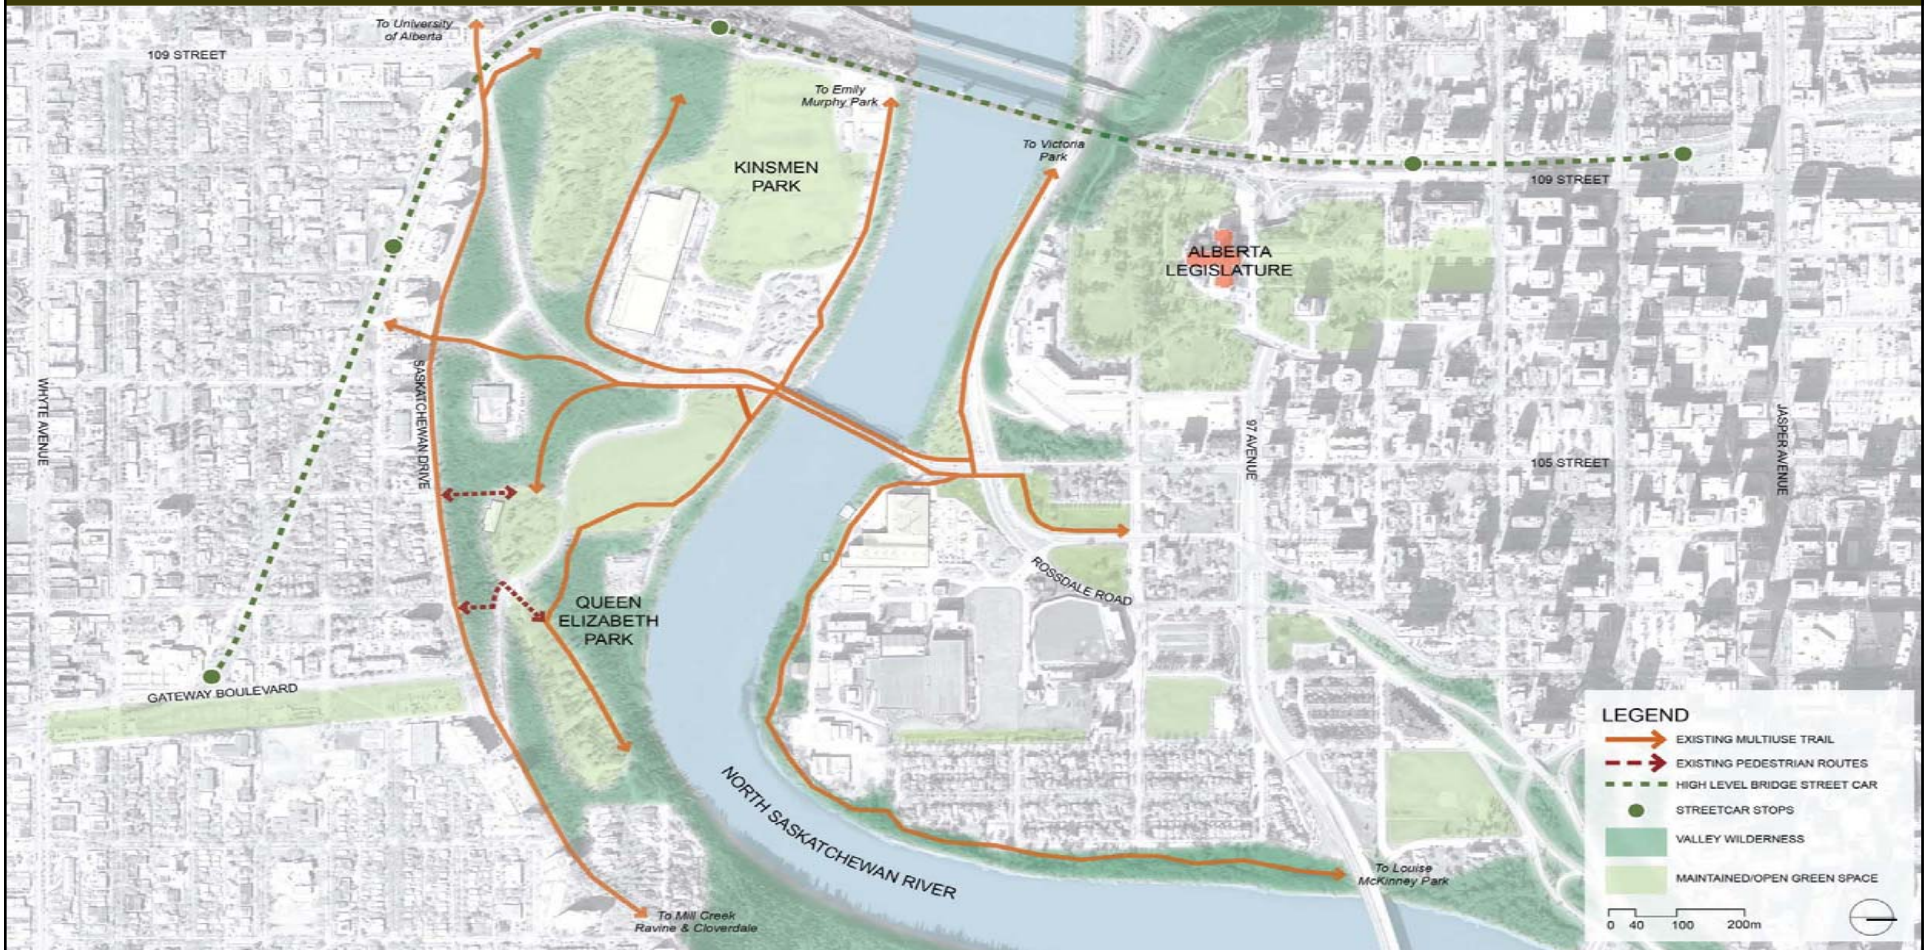 To University
of Alberta
109 STREET
To Emily
Murphy Park
KINSMEN
PARK
To Victoria
Park
109 STREET
ALBERTA
LEGISLATURE
WHYTE AVENUE
SASKATCHEWAN DRIVE
97 AVENUE
105 STREET
JASPER AVENUE
ROSSDALE ROAD
QUEEN
ELIZABETH
PARK
GATEWAY BOULEVARD
NORTH SASKATCHEWAN RIVER
To Louise
McKinney Park
To Mill Creek
Ravine & Cloverdale
LEGEND
EXISTING MULTIUSE TRAIL
EXISTING PEDESTRIAN ROUTES
HIGH LEVEL BRIDGE STREET CAR
STREETCAR STOPS
VALLEY WILDERNESS
MAINTAINED/OPEN GREEN SPACE
0 40 100 200m